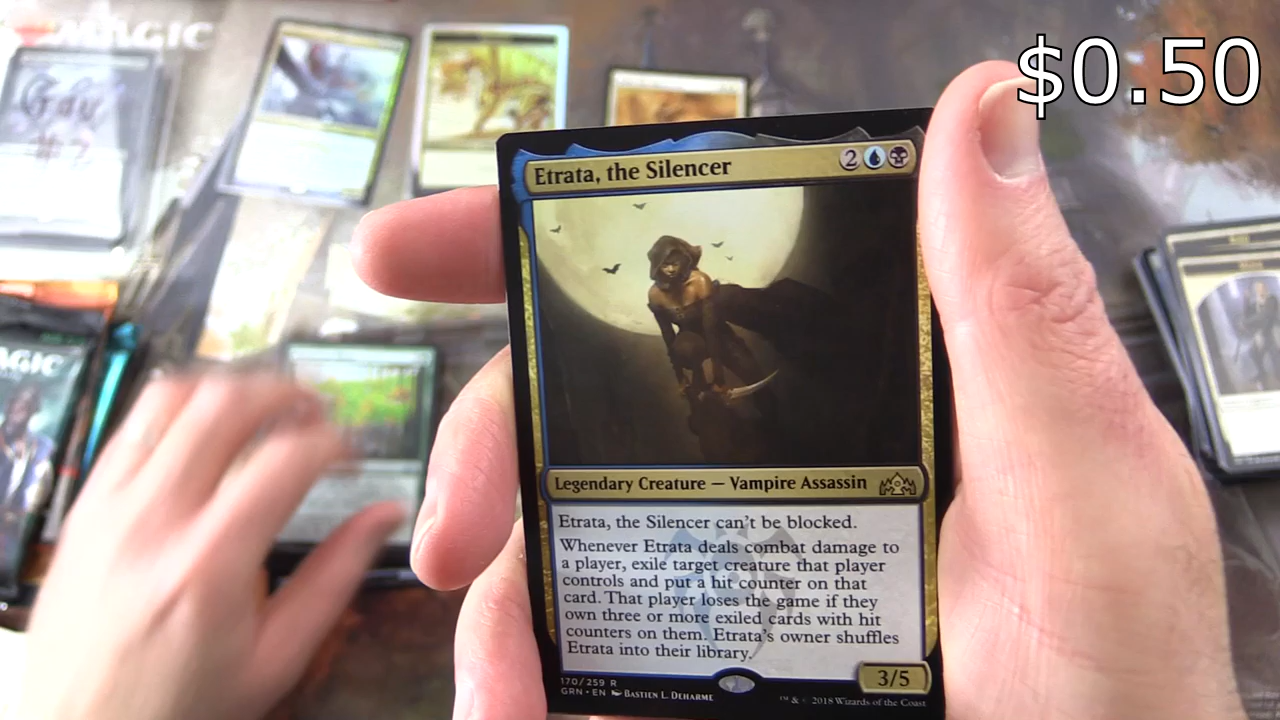 MAGIC
$0.50
Etrata, the Silencer
2
Legendary Creature — Vampire Assassin
Etrata, the Silencer can't be blocked.
Whenever Etrata deals combat damage to
a player, exile target creature that player
controls and put a hit counter on that
card. That player loses the game if they
own three or more exiled cards with hit
counters on them. Etrata's owner shuffles
Etrata into their library.
3/5
170/259 R
GRN • EN Bastien L. Deharme
™ & © 2018 Wizards of the Coast
#2
AGIC